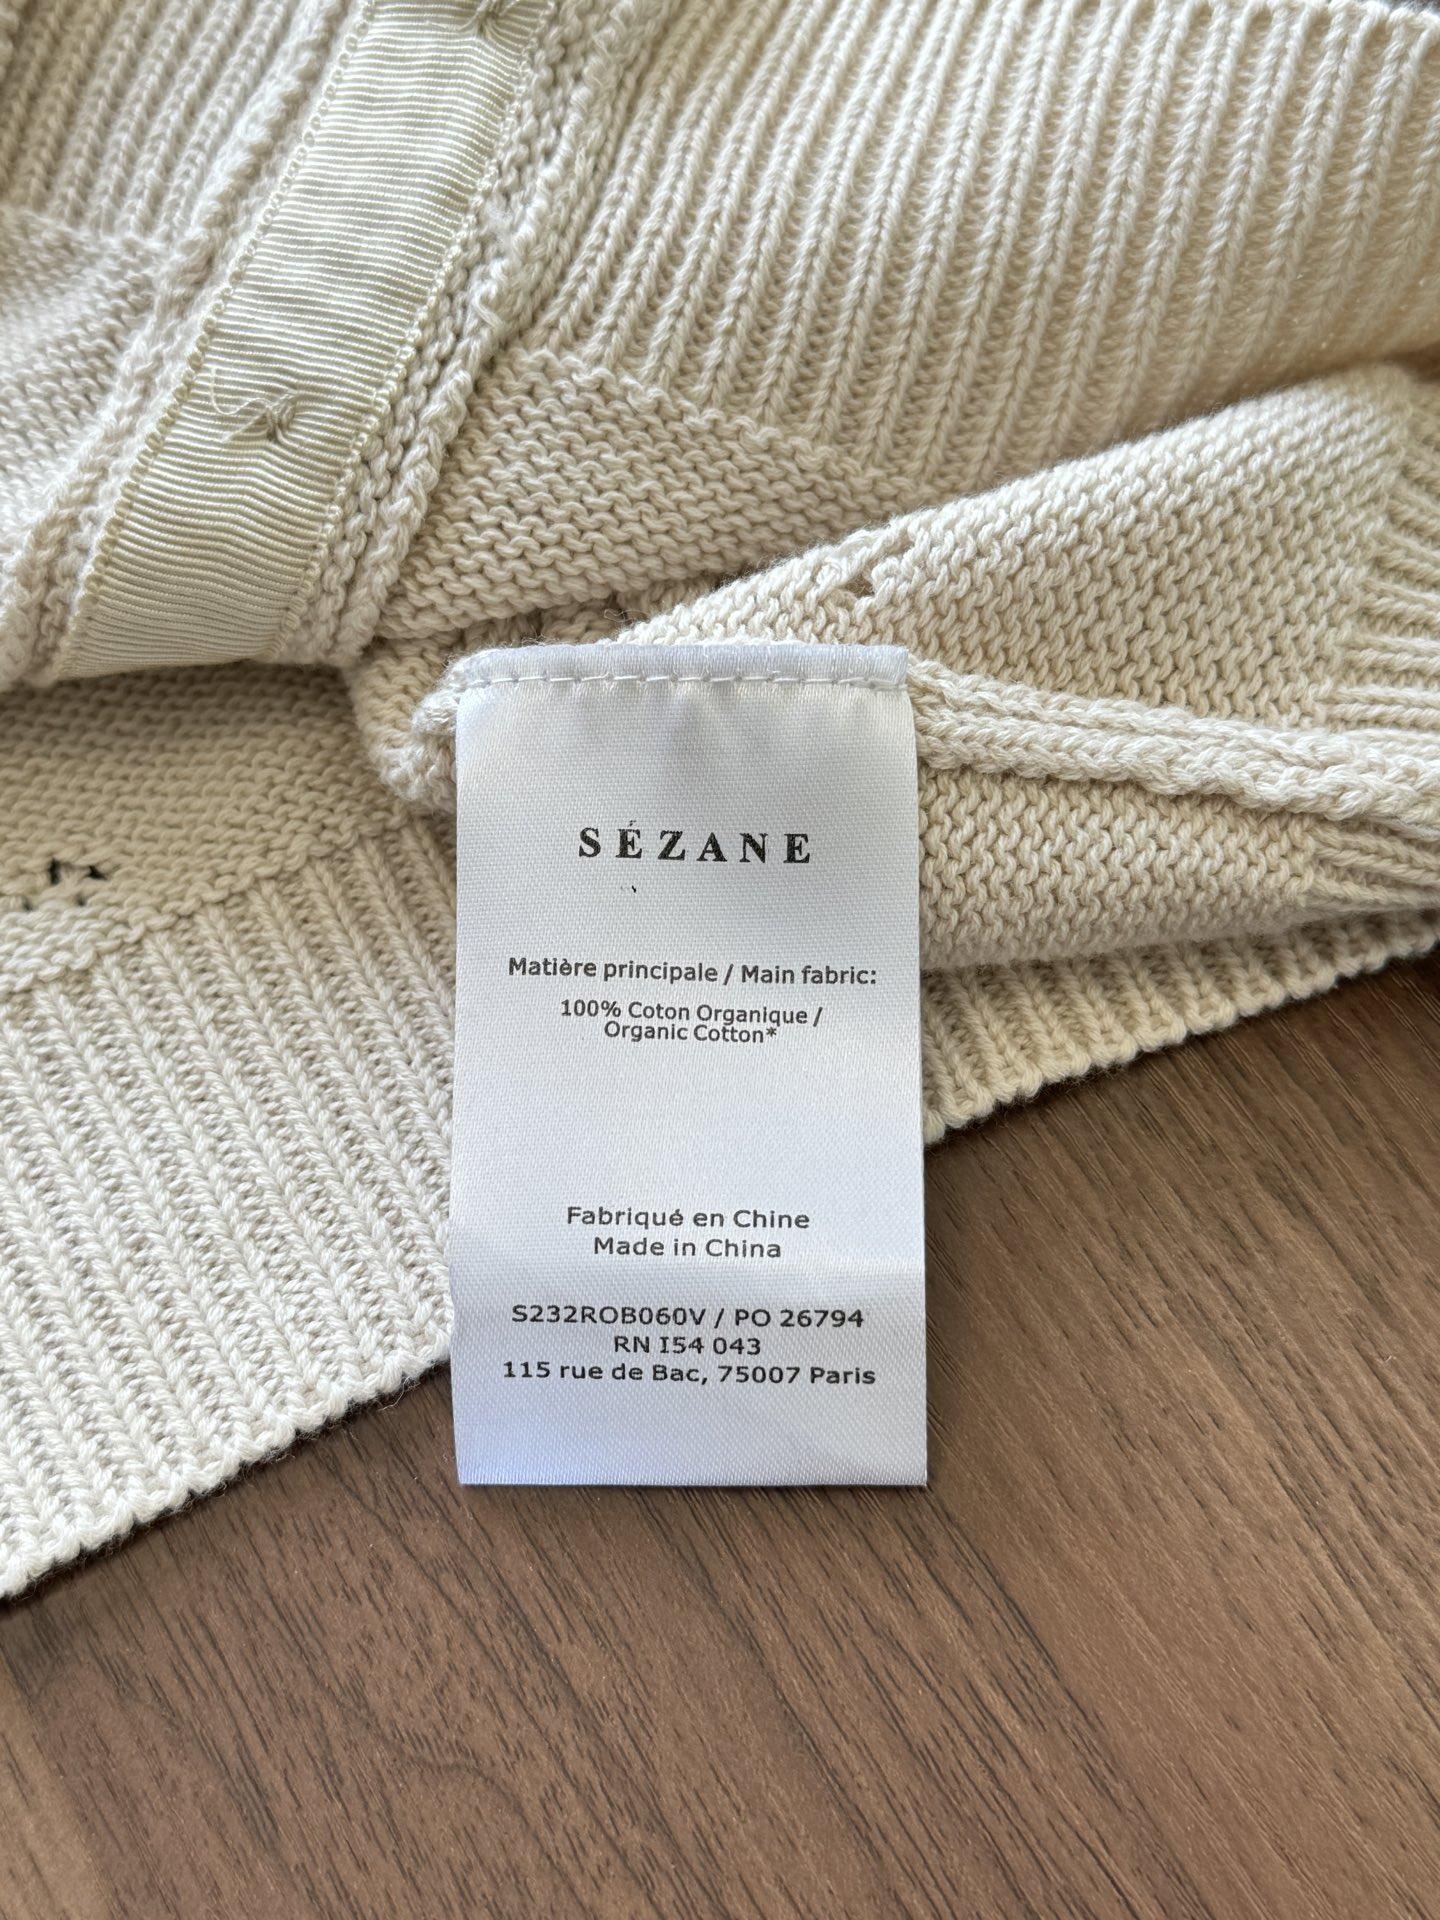 SÉZANE
Matière principale / Main fabric:
100% Coton Organique /
Organic Cotton*
Fabriqué en Chine
Made in China
S232ROB060V / PO 26794
RN I54 043
115 rue de Bac, 75007 Paris